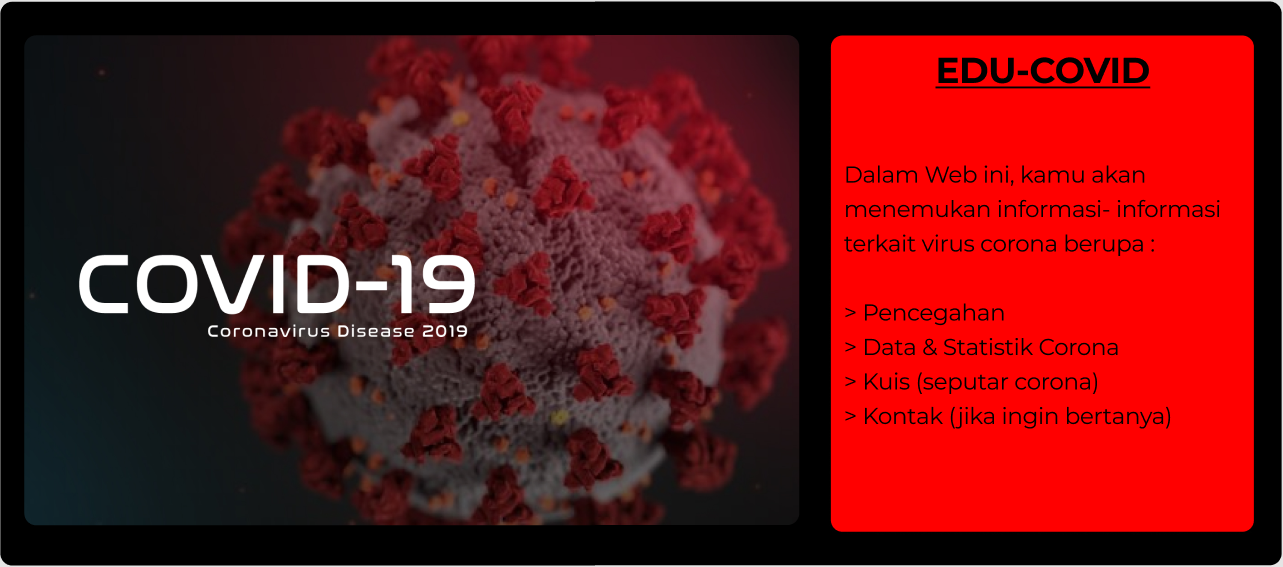 COVID-19
Coronavirus Disease 2019
EDU-COVID
Dalam Web ini, kamu akan
menemukan informasi- informasi
terkait virus corona berupa :
> Pencegahan
> Data & Statistik Corona
> Kuis (seputar corona)
> Kontak (jika ingin bertanya)